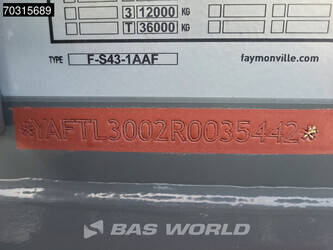 70315689
3 12000 KG
T 36000 KG
TYPE F-S43-1AAF
faymonville.com
*YAFTL3002R0035442*
BAS WORLD